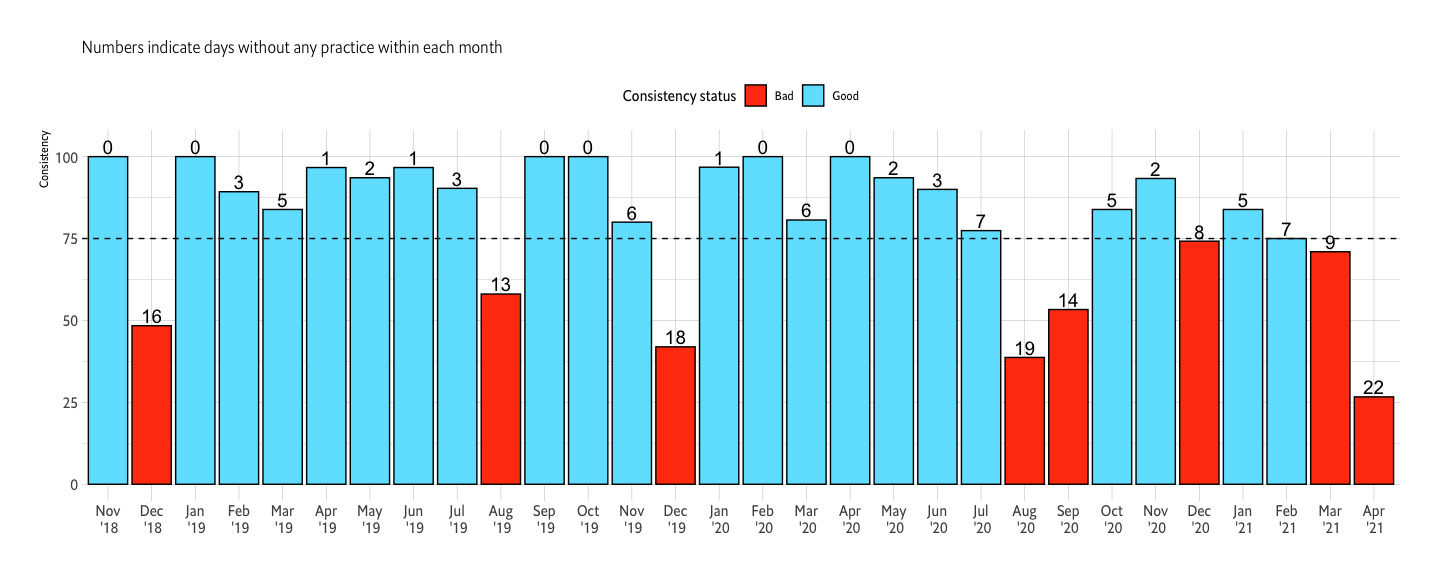 Numbers indicate days without any practice within each month
Consistency status Bad Good
Consistency
100
75
50
25
0
0 16 0 3 5 1 2 1 3 13 0 0 6 18 1 0 6 0 2 3 7 19 14 5 2 8 5 7 9 22
Nov Dec Jan Feb Mar Apr May Jun Jul Aug Sep Oct Nov Dec Jan Feb Mar Apr May Jun Jul Aug Sep Oct Nov Dec Jan Feb Mar Apr
'18 '18 '19 '19 '19 '19 '19 '19 '19 '19 '19 '19 '19 '19 '20 '20 '20 '20 '20 '20 '20 '20 '20 '20 '20 '20 '21 '21 '21 '21